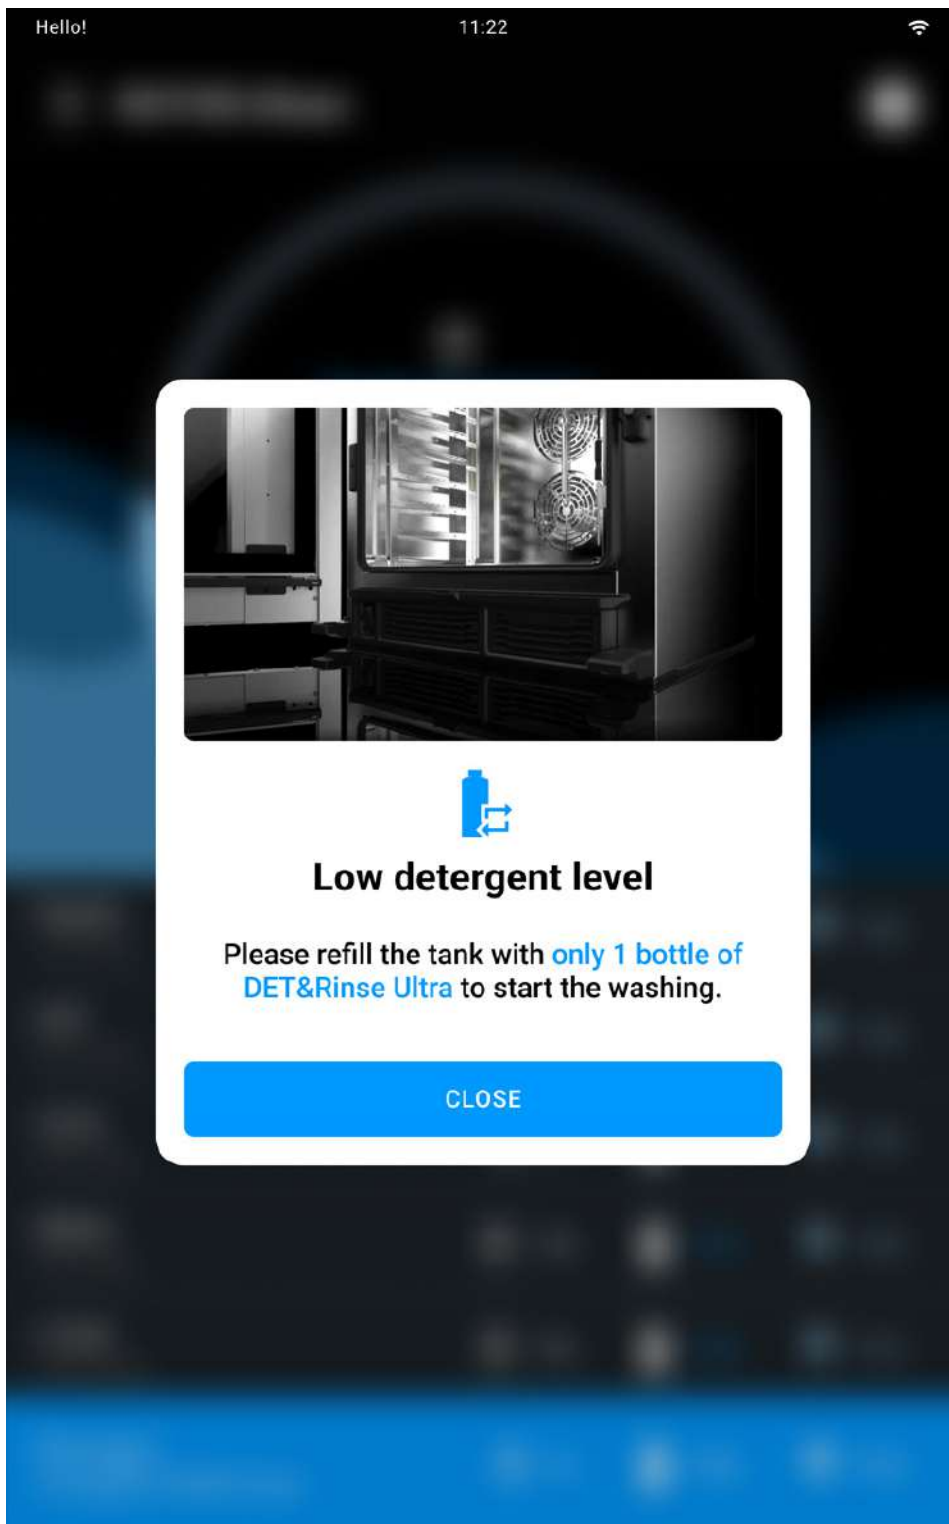 Hello!
11:22
Low detergent level
Please refill the tank with only 1 bottle of
DET&Rinse Ultra to start the washing.
CLOSE